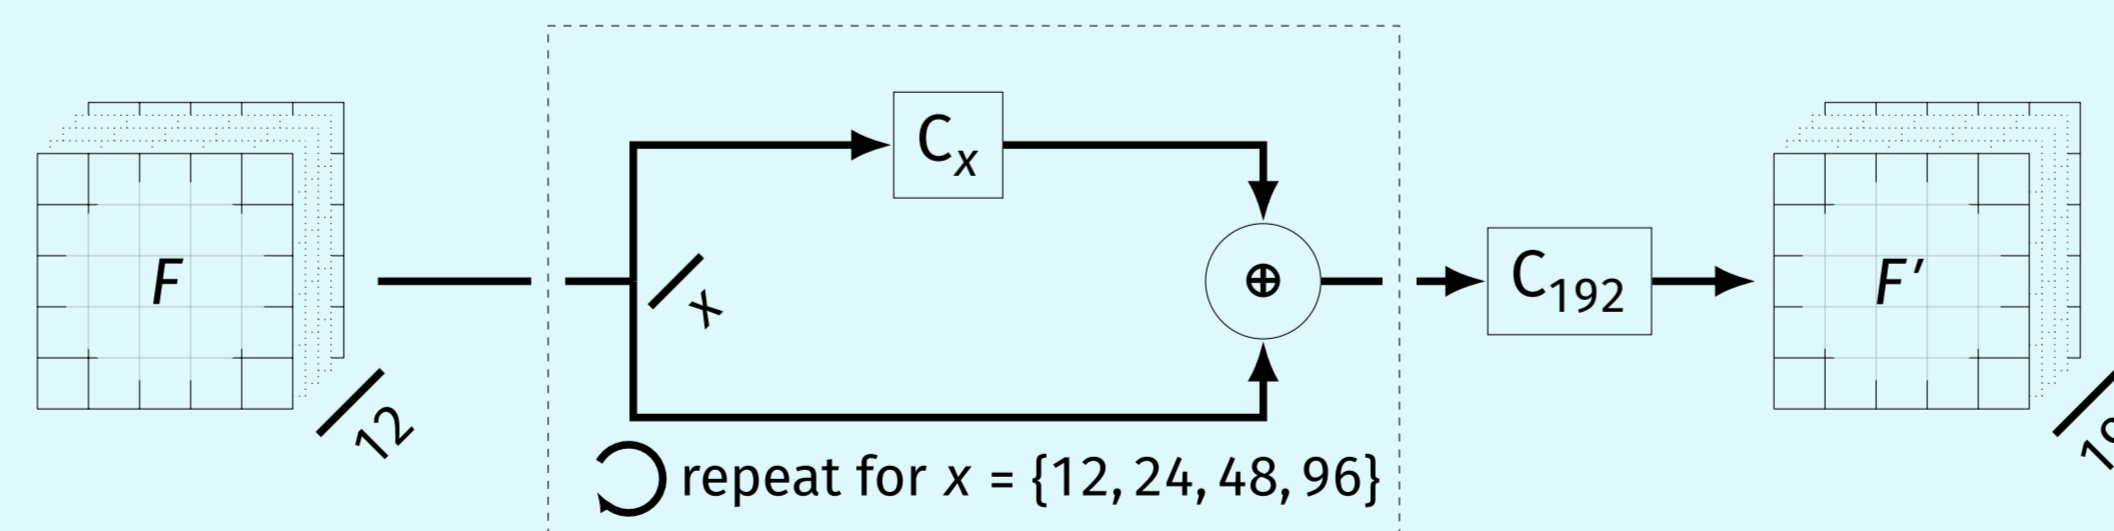 F
12
x
Cₓ
⊕
repeat for x = {12, 24, 48, 96}
C₁₉₂
F′